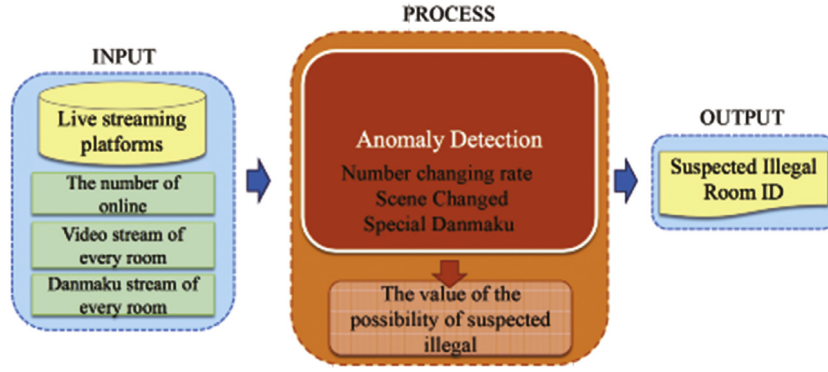 INPUT
Live streaming
platforms
The number of
online
Video stream of
every room
Danmaku stream of
every room
PROCESS
Anomaly Detection
Number changing rate
Scene Changed
Special Danmaku
The value of the
possibility of suspected
illegal
OUTPUT
Suspected Illegal
Room ID